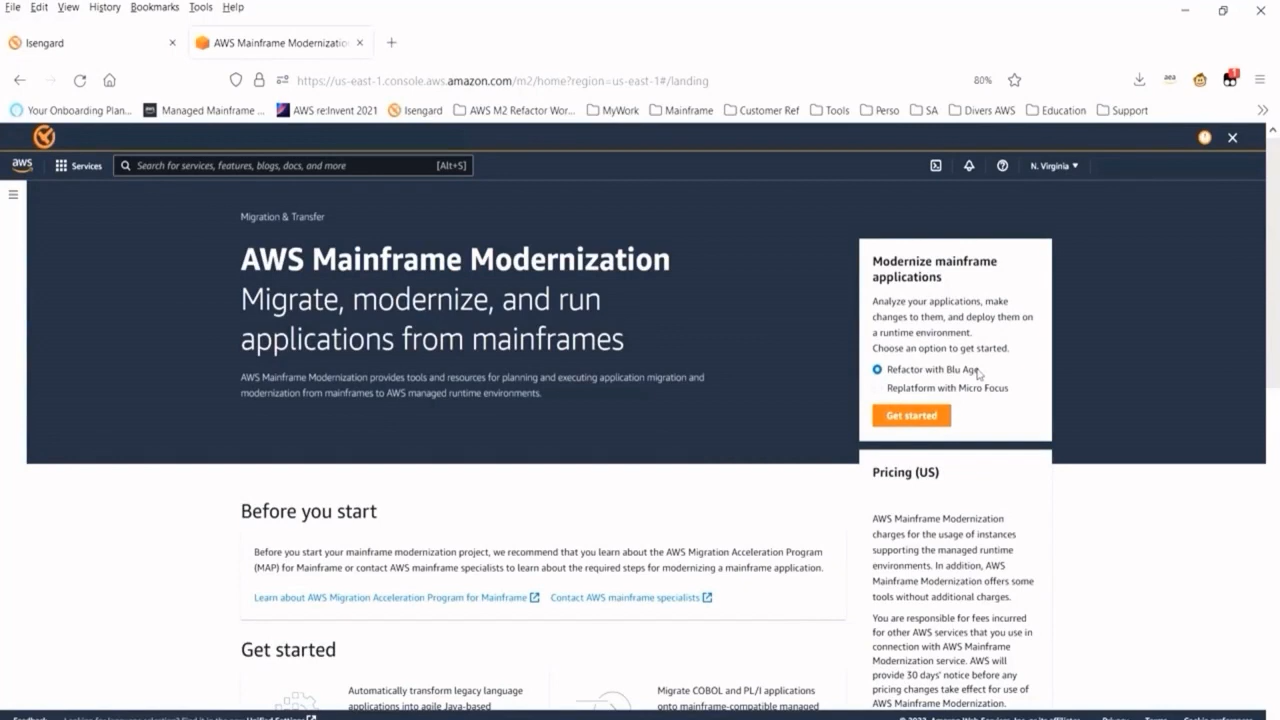 File Edit View History Bookmarks Tools Help
Isengard
AWS Mainframe Modernizatio
https://us-east-1.console.aws.amazon.com/m2/home?region=us-east-1#/landing
80%
Your Onboarding Plan...
Managed Mainframe ...
AWS re:Invent 2021
Isengard
AWS M2 Refactor Wor...
MyWork
Mainframe
Customer Ref
Tools
Perso
SA
Divers AWS
Education
Support
aws
Services
Search for services, features, blogs, docs, and more
[Alt+S]
N. Virginia
Migration & Transfer
AWS Mainframe Modernization
Migrate, modernize, and run
applications from mainframes
AWS Mainframe Modernization provides tools and resources for planning and executing application migration and
modernization from mainframes to AWS managed runtime environments.
Modernize mainframe
applications
Analyze your applications, make
changes to them, and deploy them on
a runtime environment.
Choose an option to get started.
Refactor with Blu Age
Replatform with Micro Focus
Get started
Pricing (US)
AWS Mainframe Modernization
charges for the usage of instances
supporting the managed runtime
environments. In addition, AWS
Mainframe Modernization offers some
tools without additional charges.
You are responsible for fees incurred
for other AWS services that you use in
connection with AWS Mainframe
Modernization service. AWS will
provide 30 days' notice before any
pricing changes take effect for use of
AWS Mainframe Modernization.
Before you start
Before you start your mainframe modernization project, we recommend that you learn about the AWS Migration Acceleration Program
(MAP) for Mainframe or contact AWS mainframe specialists to learn about the required steps for modernizing a mainframe application.
Learn about AWS Migration Acceleration Program for Mainframe
Contact AWS mainframe specialists
Get started
Automatically transform legacy language
applications into agile Java-based
Migrate COBOL and PL/I applications
onto mainframe-compatible managed